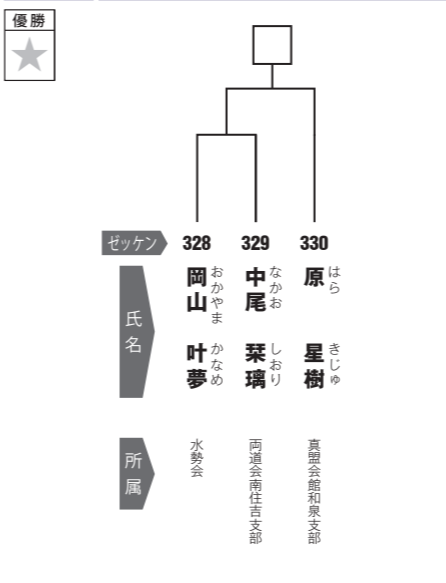 優勝
ゼッケン 328 329 330
氏名
岡山 叶夢
おかやま かなめ
中尾 栞璃
なかお しおり
原 星樹
はら きじゅ
所属
水勢会
両道会南住吉支部
真盟会館和泉支部